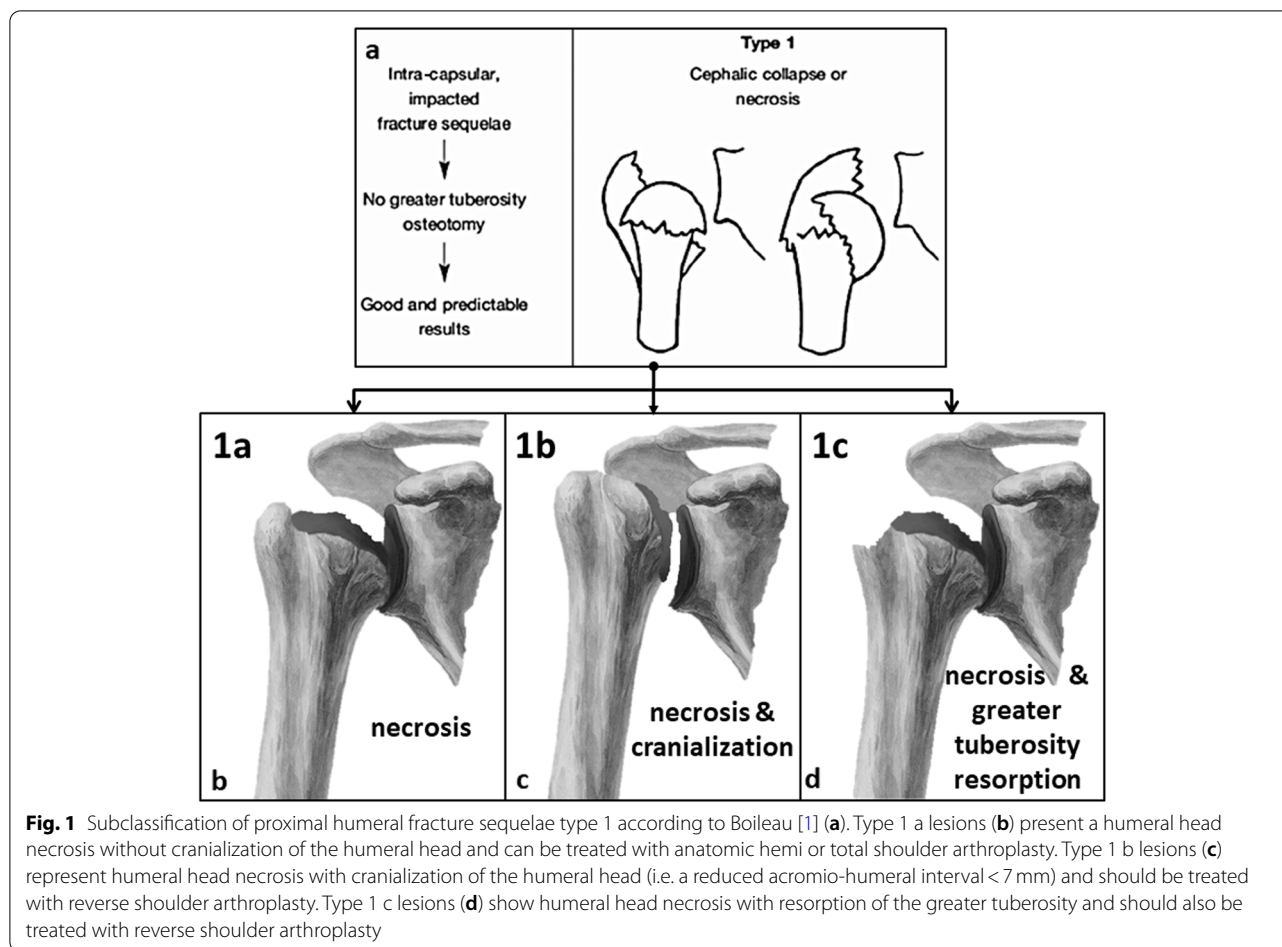 a
Intra-capsular,
impacted
fracture sequelae
No greater tuberosity
osteotomy
Good and predictable
results
Type 1
Cephalic collapse or
necrosis
1a
necrosis
b
1b
necrosis &
cranialization
c
1c
necrosis &
greater
tuberosity
resorption
d
Fig. 1 Subclassification of proximal humeral fracture sequelae type 1 according to Boileau [1] (a). Type 1 a lesions (b) present a humeral head
necrosis without cranialization of the humeral head and can be treated with anatomic hemi or total shoulder arthroplasty. Type 1 b lesions (c)
represent humeral head necrosis with cranialization of the humeral head (i.e. a reduced acromio-humeral interval < 7 mm) and should be treated
with reverse shoulder arthroplasty. Type 1 c lesions (d) show humeral head necrosis with resorption of the greater tuberosity and should also be
treated with reverse shoulder arthroplasty